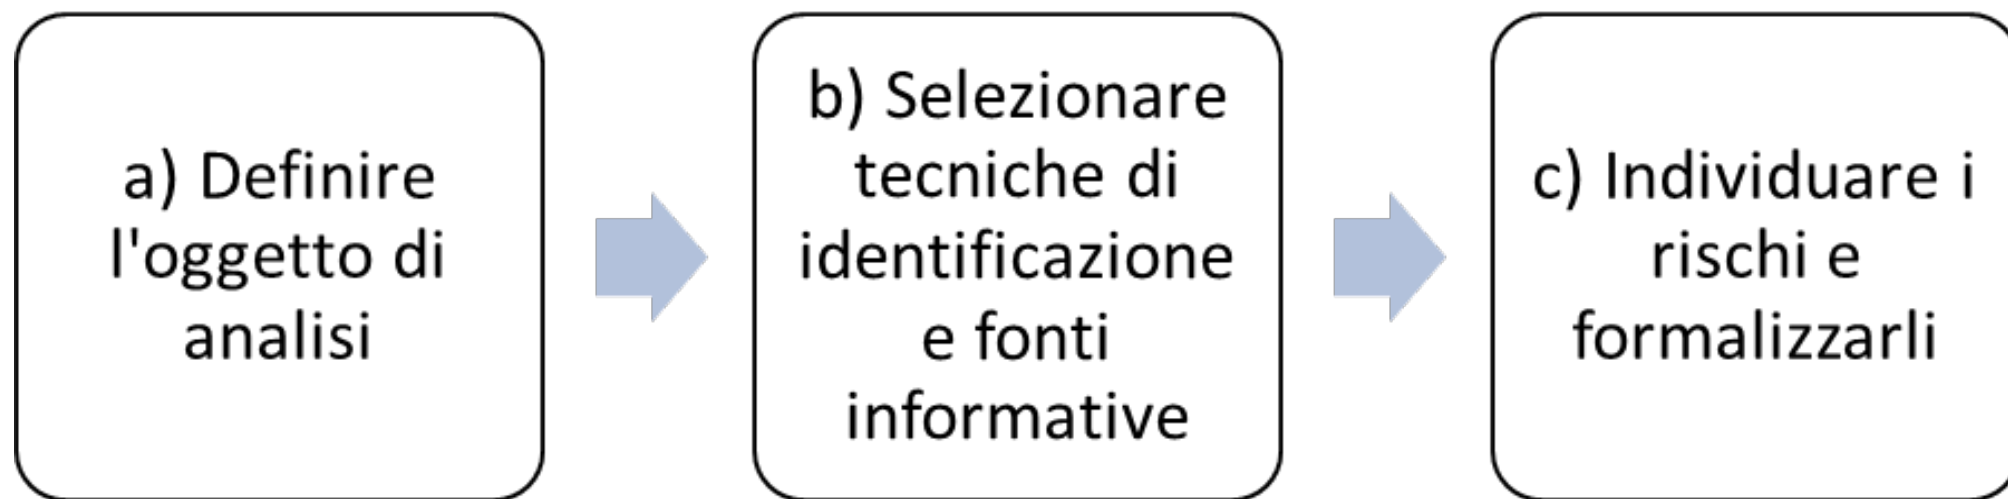 a) Definire
l'oggetto di
analisi
b) Selezionare
tecniche di
identificazione
e fonti
informative
c) Individuare i
rischi e
formalizzarli